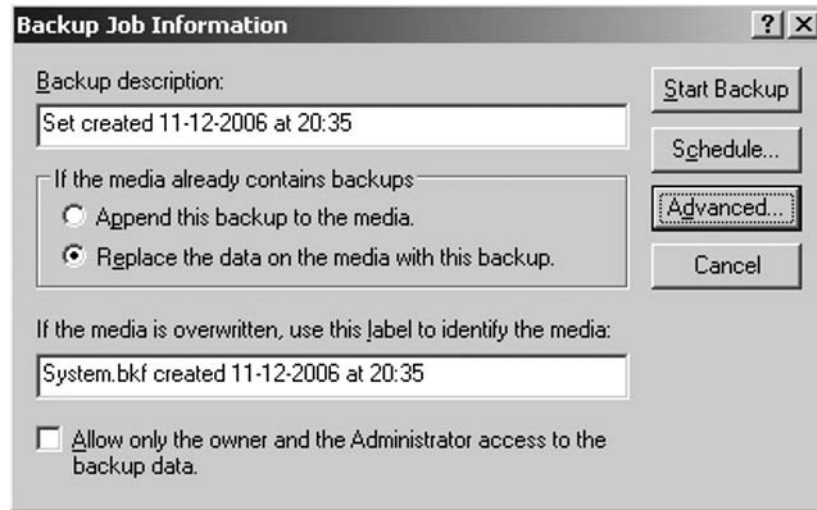 Backup Job Information
? X
Backup description:
Set created 11-12-2006 at 20:35
If the media already contains backups
Append this backup to the media.
Replace the data on the media with this backup.
If the media is overwritten, use this label to identify the media:
System.bkf created 11-12-2006 at 20:35
Allow only the owner and the Administrator access to the
backup data.
Start Backup
Schedule...
Advanced...
Cancel